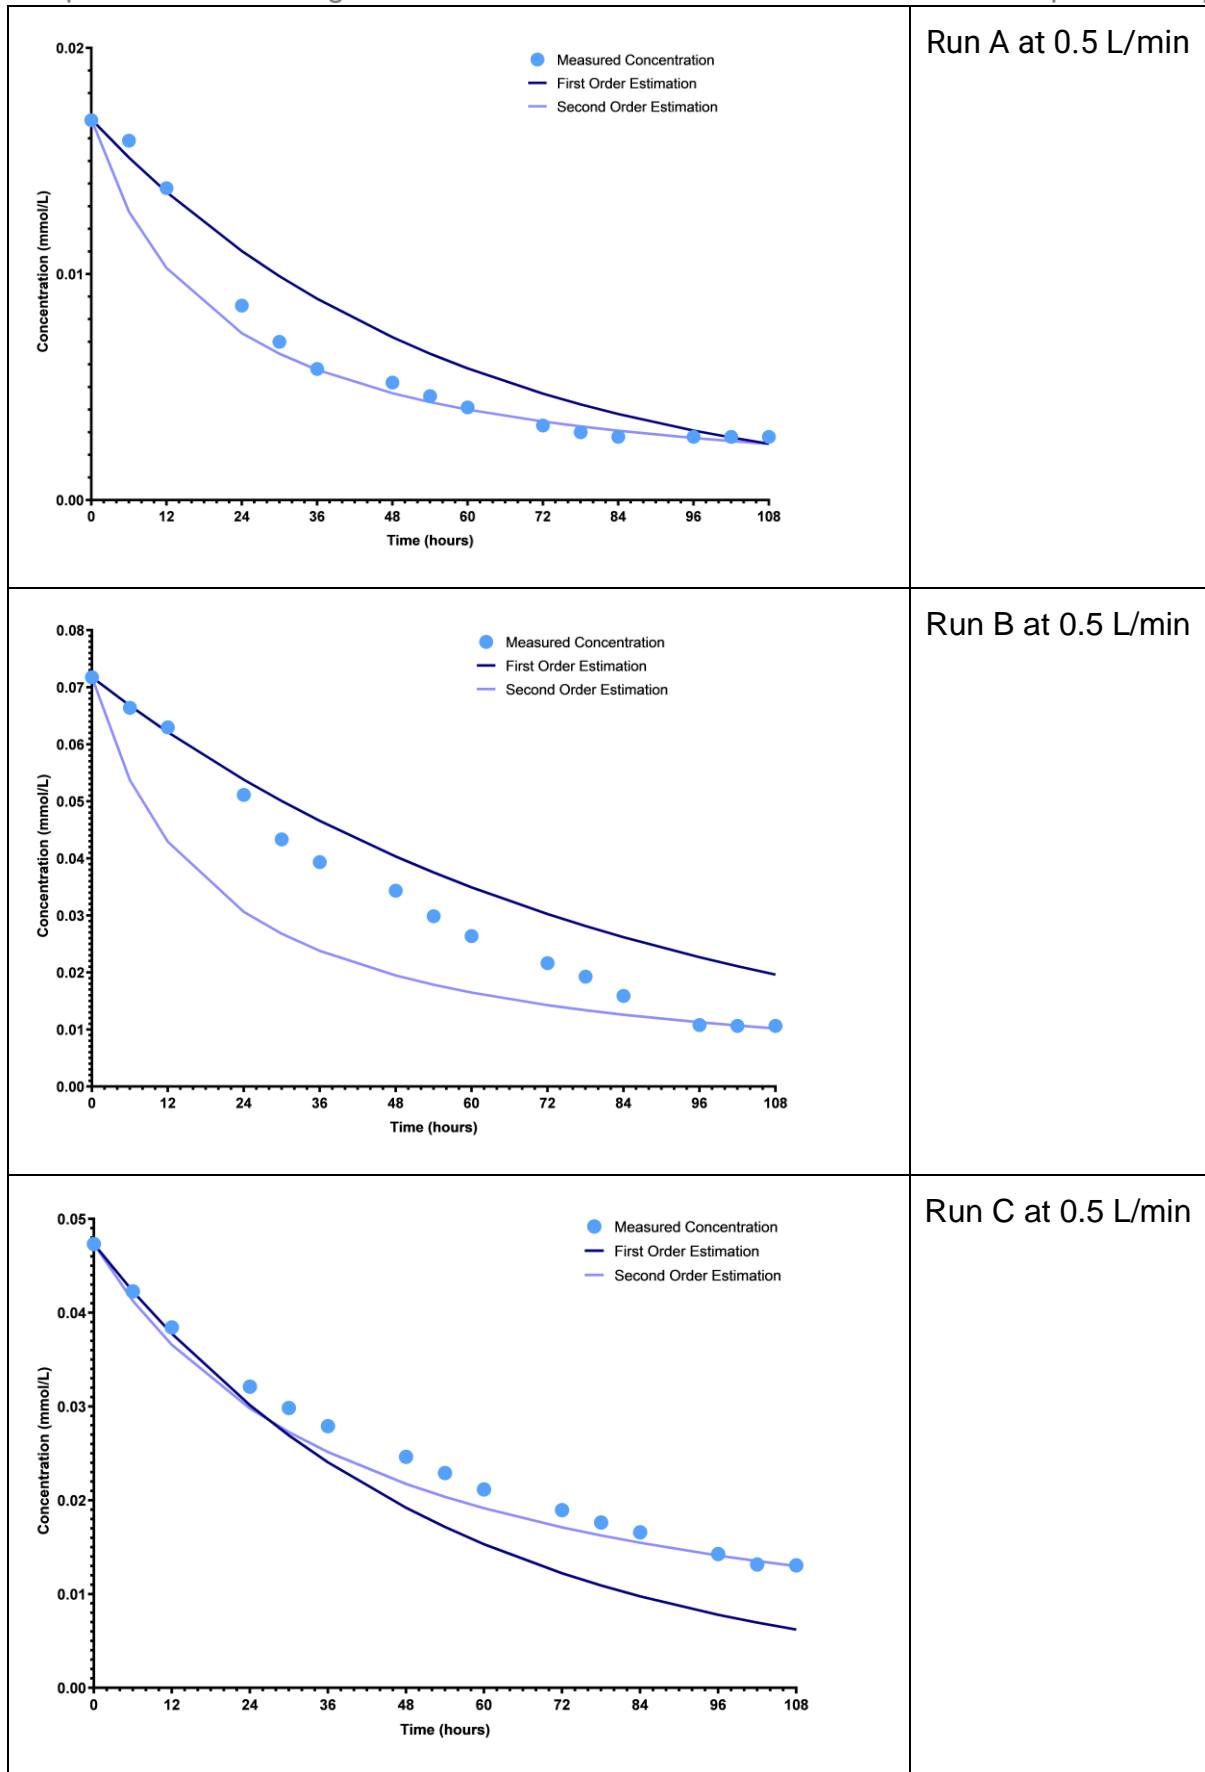 0.02
Measured Concentration
First Order Estimation
Second Order Estimation
0.01
Concentration (mmol/L)
0.00
0 12 24 36 48 60 72 84 96 108
Time (hours)
Run A at 0.5 L/min
0.08
Measured Concentration
First Order Estimation
Second Order Estimation
0.07
0.06
0.05
0.04
0.03
0.02
0.01
0.00
Concentration (mmol/L)
0 12 24 36 48 60 72 84 96 108
Time (hours)
Run B at 0.5 L/min
0.05
Measured Concentration
First Order Estimation
Second Order Estimation
0.04
0.03
0.02
0.01
0.00
Concentration (mmol/L)
0 12 24 36 48 60 72 84 96 108
Time (hours)
Run C at 0.5 L/min